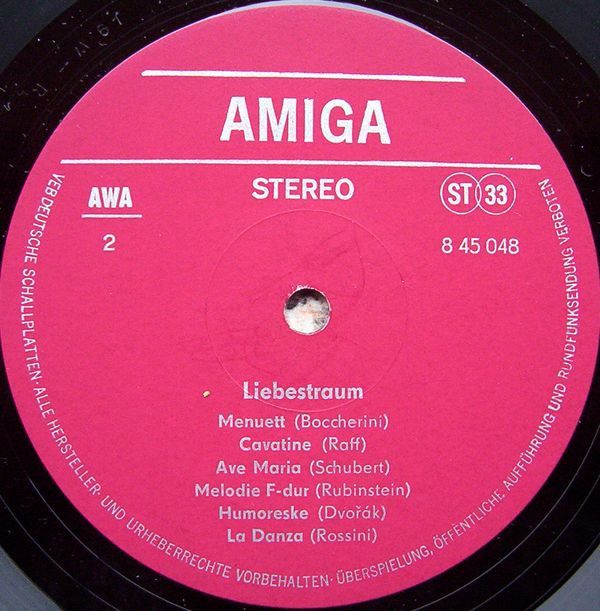 AMIGA
AWA
STEREO
ST 33
2
8 45 048
Liebestraum
Menuett (Boccherini)
Cavatine (Raff)
Ave Maria (Schubert)
Melodie F-dur (Rubinstein)
Humoreske (Dvořák)
La Danza (Rossini)
VEB DEUTSCHE SCHALLPLATTEN · ALLE HERSTELLER- UND URHEBERRECHTE VORBEHALTEN · ÜBERSPIELUNG, ÖFFENTLICHE AUFFÜHRUNG UND RUNDFUNKSENDUNG VERBOTEN